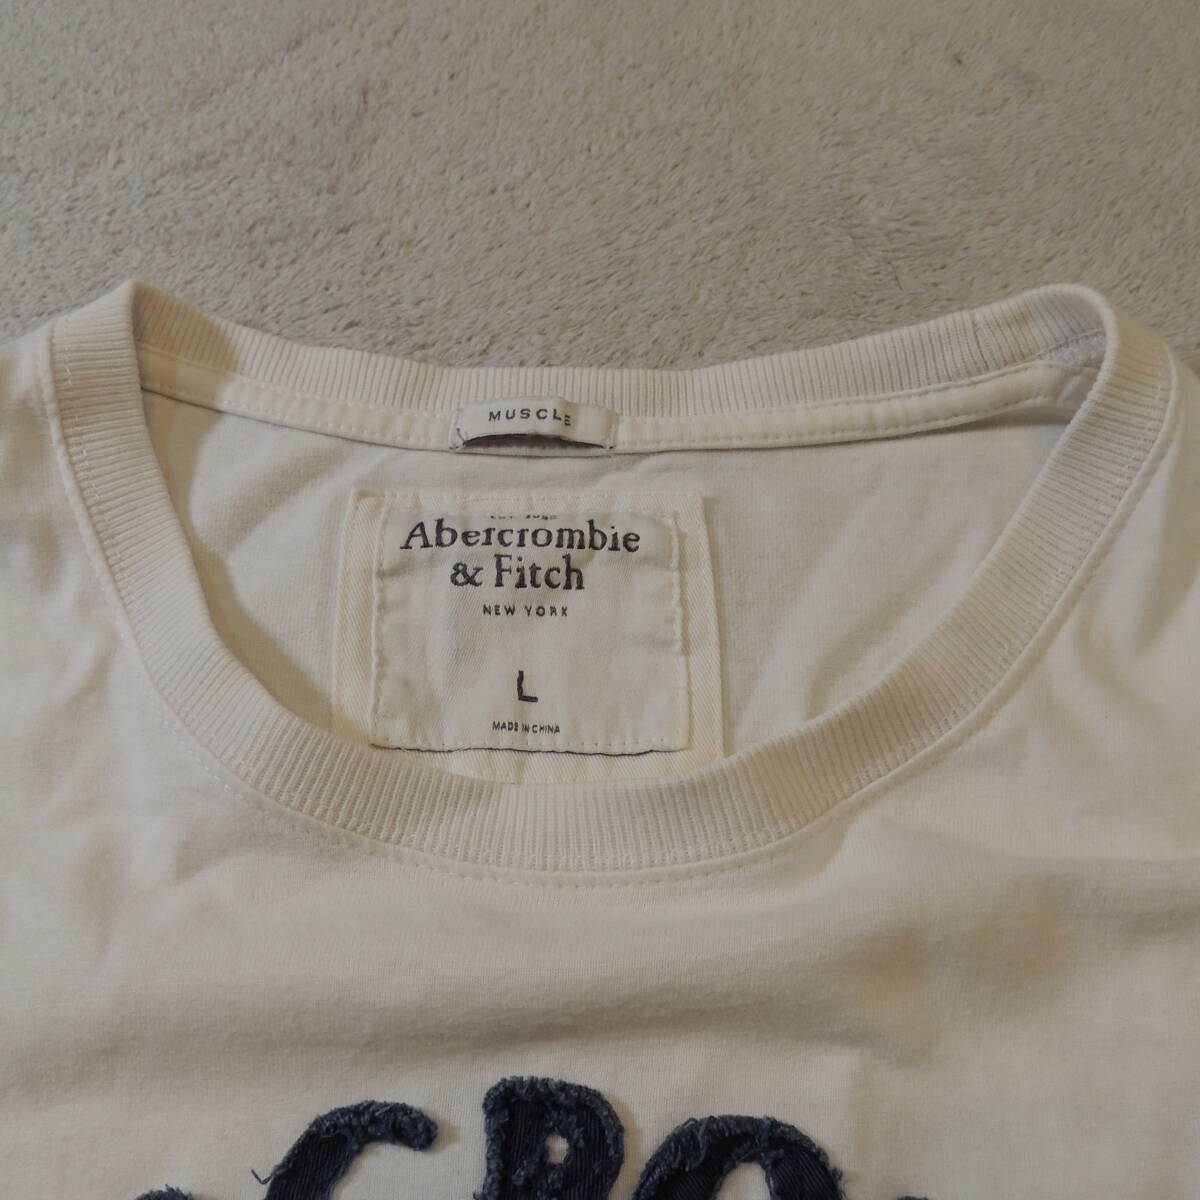 MUSCLE
Abercrombie
& Fitch
NEW YORK
L
MADE IN CHINA